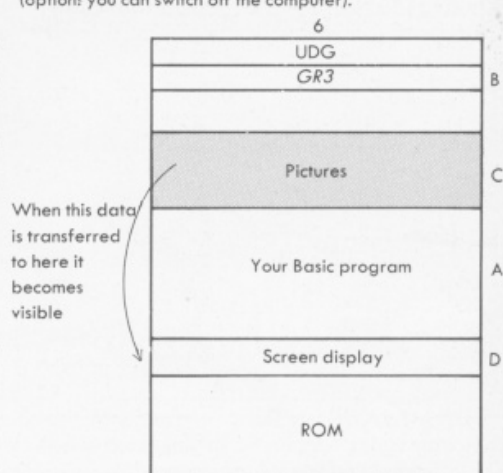 (option: you can switch off the computer).
6
UDG
GR3
B
Pictures
C
When this data
is transferred
to here it
becomes
visible
Your Basic program
A
Screen display
D
ROM